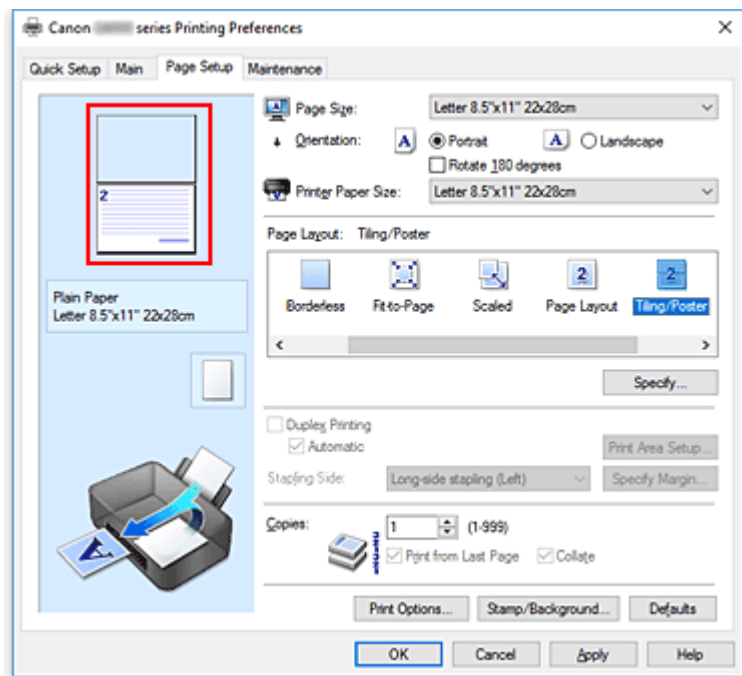 Canon series Printing Preferences
Quick Setup Main Page Setup Maintenance
2
Plain Paper
Letter 8.5"x11" 22x28cm
Page Size: Letter 8.5"x11" 22x28cm
Orientation: A Portrait A Landscape
Rotate 180 degrees
Printer Paper Size: Letter 8.5"x11" 22x28cm
Page Layout: Tiling/Poster
2 2
Borderless Fit-to-Page Scaled Page Layout Tiling/Poster
Specify...
Duplex Printing
Automatic Print Area Setup...
Stapling Side: Long-side stapling (Left) Specify Margin...
Copies: 1 (1-999)
Print from Last Page Collate
A
Print Options... Stamp/Background... Defaults
OK Cancel Apply Help